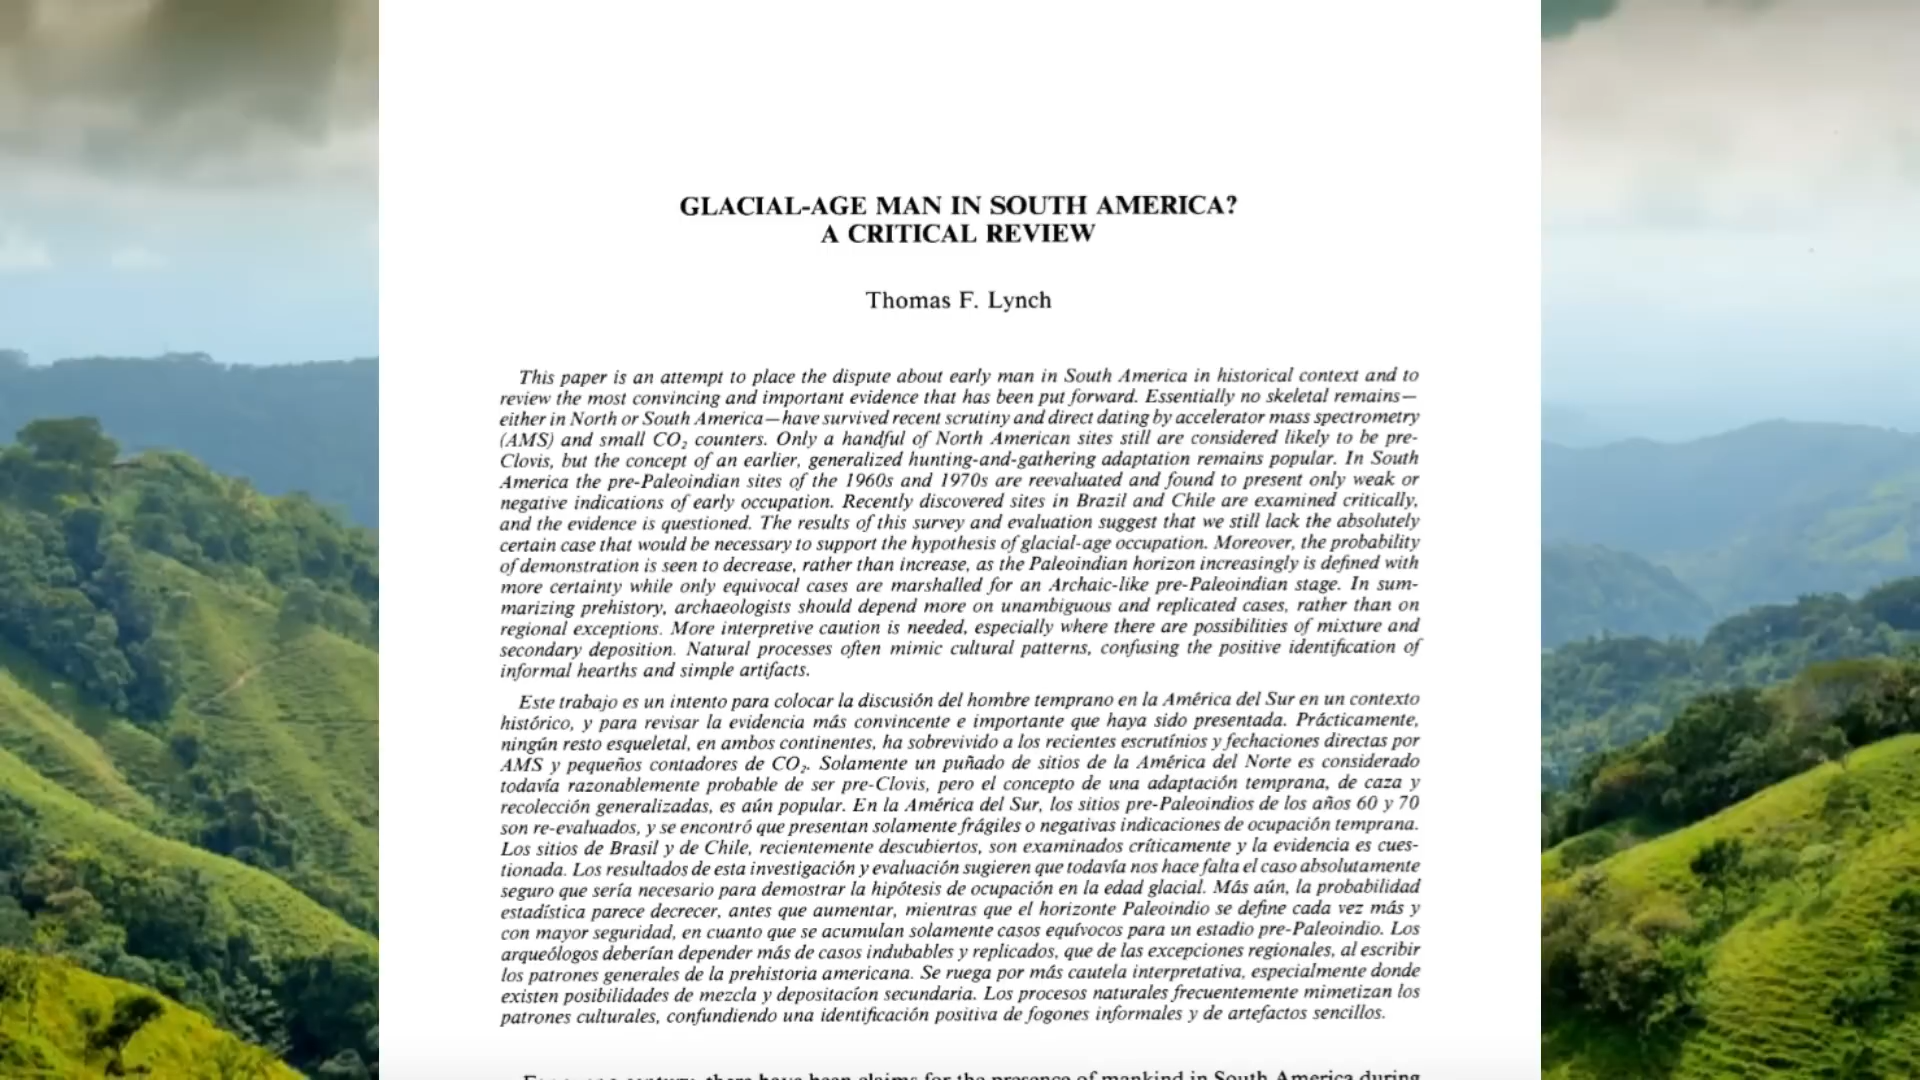 GLACIAL-AGE MAN IN SOUTH AMERICA?
A CRITICAL REVIEW
Thomas F. Lynch
This paper is an attempt to place the dispute about early man in South America in historical context and to
review the most convincing and important evidence that has been put forward. Essentially no skeletal remains—
either in North or South America—have survived recent scrutiny and direct dating by accelerator mass spectrometry
(AMS) and small CO₂ counters. Only a handful of North American sites still are considered likely to be pre-
Clovis, but the concept of an earlier, generalized hunting-and-gathering adaptation remains popular. In South
America the pre-Paleoindian sites of the 1960s and 1970s are reevaluated and found to present only weak or
negative indications of early occupation. Recently discovered sites in Brazil and Chile are examined critically,
and the evidence is questioned. The results of this survey and evaluation suggest that we still lack the absolutely
certain case that would be necessary to support the hypothesis of glacial-age occupation. Moreover, the probability
of demonstration is seen to decrease, rather than increase, as the Paleoindian horizon increasingly is defined with
more certainty while only equivocal cases are marshalled for an Archaic-like pre-Paleoindian stage. In sum-
marizing prehistory, archaeologists should depend more on unambiguous and replicated cases, rather than on
regional exceptions. More interpretive caution is needed, especially where there are possibilities of mixture and
secondary deposition. Natural processes often mimic cultural patterns, confusing the positive identification of
informal hearths and simple artifacts.
Este trabajo es un intento para colocar la discusión del hombre temprano en la América del Sur en un contexto
histórico, y para revisar la evidencia más convincente e importante que haya sido presentada. Prácticamente,
ningún resto esqueletal, en ambos continentes, ha sobrevivido a los recientes escrutínios y fechaciones directas por
AMS y pequeños contadores de CO₂. Solamente un puñado de sitios de la América del Norte es considerado
todavía razonablemente probable de ser pre-Clovis, pero el concepto de una adaptación temprana, de caza y
recolección generalizadas, es aún popular. En la América del Sur, los sitios pre-Paleoindios de los años 60 y 70
son re-evaluados, y se encontró que presentan solamente frágiles o negativas indicaciones de ocupación temprana.
Los sitios de Brasil y de Chile, recientemente descubiertos, son examinados críticamente y la evidencia es cues-
tionada. Los resultados de esta investigación y evaluación sugieren que todavía nos hace falta el caso absolutamente
seguro que sería necesario para demostrar la hipótesis de ocupación en la edad glacial. Más aún, la probabilidad
estadística parece decrecer, antes que aumentar, mientras que el horizonte Paleoindio se define cada vez más y
con mayor seguridad, en cuanto que se acumulan solamente casos equívocos para un estadio pre-Paleoindio. Los
arqueólogos deberían depender más de casos indubables y replicados, que de las excepciones regionales, al escribir
los patrones generales de la prehistoria americana. Se ruega por más cautela interpretativa, especialmente donde
existen posibilidades de mezcla y depositacíon secundaria. Los procesos naturales frecuentemente mimetizan los
patrones culturales, confundiendo una identificación positiva de fogones informales y de artefactos sencillos.
there have been claims for the presence of mankind in South America during